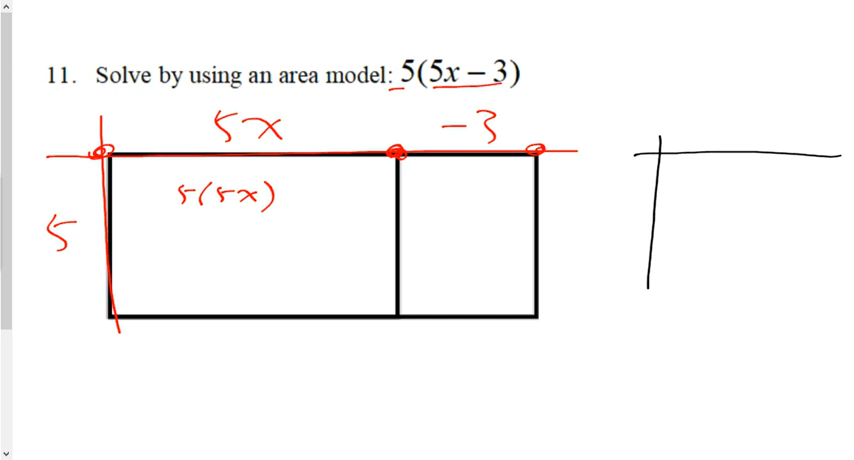 11. Solve by using an area model: 5(5x – 3)
5x -3
5(5x)
5